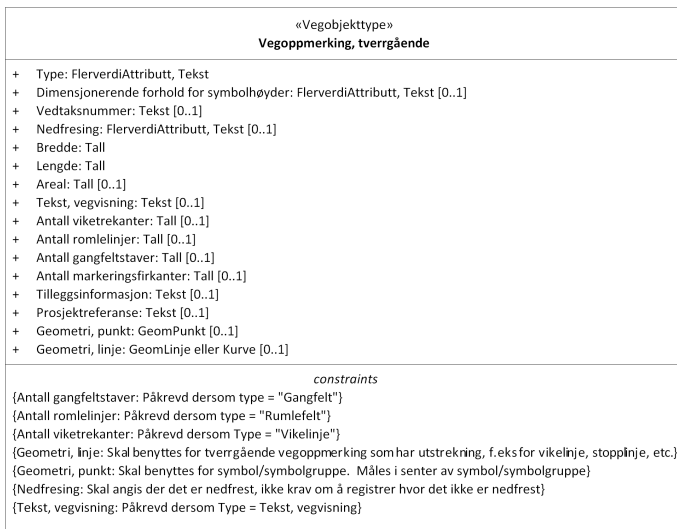 «Vegobjekttype»
Vegoppmerking, tverrgående
+ Type: FlerverdiAttributt, Tekst
+ Dimensjonerende forhold for symbolhøyder: FlerverdiAttributt, Tekst [0..1]
+ Vedtaksnummer: Tekst [0..1]
+ Nedfresing: FlerverdiAttributt, Tekst [0..1]
+ Bredde: Tall
+ Lengde: Tall
+ Areal: Tall [0..1]
+ Tekst, vegvisning: Tekst [0..1]
+ Antall viketrekanter: Tall [0..1]
+ Antall romlelinjer: Tall [0..1]
+ Antall gangfeltstaver: Tall [0..1]
+ Antall markeringsfirkanter: Tall [0..1]
+ Tilleggsinformasjon: Tekst [0..1]
+ Prosjektreferanse: Tekst [0..1]
+ Geometri, punkt: GeomPunkt [0..1]
+ Geometri, linje: GeomLinje eller Kurve [0..1]
constraints
{Antall gangfeltstaver: Påkrevd dersom type = "Gangfelt"}
{Antall romlelinjer: Påkrevd dersom type = "Rumlefelt"}
{Antall viketrekanter: Påkrevd dersom Type = "Vikelinje"}
{Geometri, linje: Skal benyttes for tverrgående vegoppmerking som har utstrekning, f.eks for vikelinje, stopplinje, etc.}
{Geometri, punkt: Skal benyttes for symbol/symbolgruppe. Måles i senter av symbol/symbolgruppe}
{Nedfresing: Skal angis der det er nedfrest, ikke krav om å registrer hvor det ikke er nedfrest}
{Tekst, vegvisning: Påkrevd dersom Type = Tekst, vegvisning}